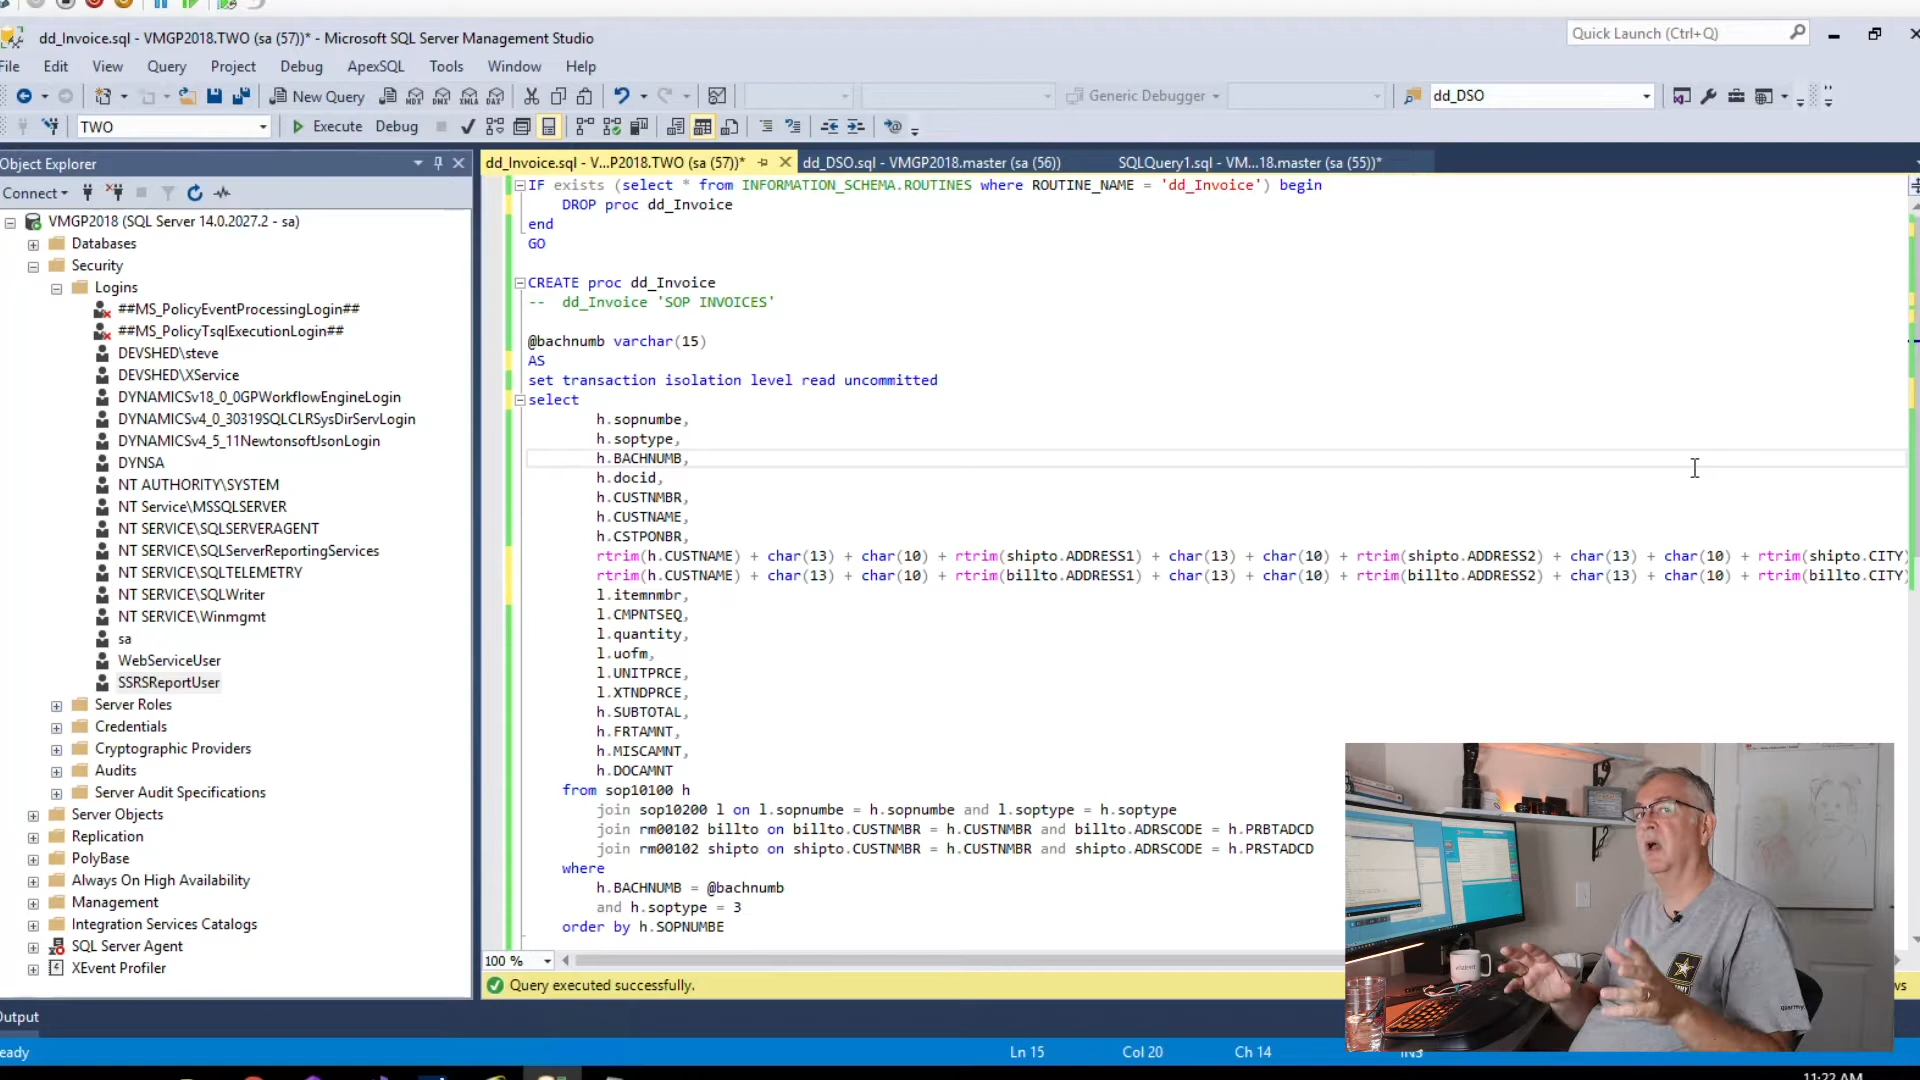 dd_Invoice.sql - VMGP2018.TWO (sa (57))* - Microsoft SQL Server Management Studio
Quick Launch (Ctrl+Q)
File Edit View Query Project Debug ApexSQL Tools Window Help
New Query
MDX DMX XMLA DAX
Generic Debugger
dd_DSO
TWO
Execute Debug
Object Explorer
dd_Invoice.sql - V...P2018.TWO (sa (57))*
dd_DSO.sql - VMGP2018.master (sa (56))
SQLQuery1.sql - VM...18.master (sa (55))*
Connect
VMGP2018 (SQL Server 14.0.2027.2 - sa)
Databases
Security
Logins
##MS_PolicyEventProcessingLogin##
##MS_PolicyTsqlExecutionLogin##
DEVSHED\steve
DEVSHED\XService
DYNAMICSv18_0_0GPWorkflowEngineLogin
DYNAMICSv4_0_30319SQLCLRSysDirServLogin
DYNAMICSv4_5_11NewtonsoftJsonLogin
DYNSA
NT AUTHORITY\SYSTEM
NT Service\MSSQLSERVER
NT SERVICE\SQLSERVERAGENT
NT SERVICE\SQLServerReportingServices
NT SERVICE\SQLTELEMETRY
NT SERVICE\SQLWriter
NT SERVICE\Winmgmt
sa
WebServiceUser
SSRSReportUser
Server Roles
Credentials
Cryptographic Providers
Audits
Server Audit Specifications
Server Objects
Replication
PolyBase
Always On High Availability
Management
Integration Services Catalogs
SQL Server Agent
XEvent Profiler
IF exists (select * from INFORMATION_SCHEMA.ROUTINES where ROUTINE_NAME = 'dd_Invoice') begin
DROP proc dd_Invoice
end
GO
CREATE proc dd_Invoice
-- dd_Invoice 'SOP INVOICES'
@bachnumb varchar(15)
AS
set transaction isolation level read uncommitted
select
h.sopnumbe,
h.soptype,
h.BACHNUMB,
h.docid,
h.CUSTNMBR,
h.CUSTNAME,
h.CSTPONBR,
rtrim(h.CUSTNAME) + char(13) + char(10) + rtrim(shipto.ADDRESS1) + char(13) + char(10) + rtrim(shipto.ADDRESS2) + char(13) + char(10) + rtrim(shipto.CITY)
rtrim(h.CUSTNAME) + char(13) + char(10) + rtrim(billto.ADDRESS1) + char(13) + char(10) + rtrim(billto.ADDRESS2) + char(13) + char(10) + rtrim(billto.CITY)
l.itemnmbr,
l.CMPNTSEQ,
l.quantity,
l.uofm,
l.UNITPRCE,
l.XTNDPRCE,
h.SUBTOTAL,
h.FRTAMNT,
h.MISCAMNT,
h.DOCAMNT
from sop10100 h
join sop10200 l on l.sopnumbe = h.sopnumbe and l.soptype = h.soptype
join rm00102 billto on billto.CUSTNMBR = h.CUSTNMBR and billto.ADRSCODE = h.PRBTADCD
join rm00102 shipto on shipto.CUSTNMBR = h.CUSTNMBR and shipto.ADRSCODE = h.PRSTADCD
where
h.BACHNUMB = @bachnumb
and h.soptype = 3
order by h.SOPNUMBE
100 %
Query executed successfully.
Output
Ready
Ln 15
Col 20
Ch 14
INS
11:22 AM